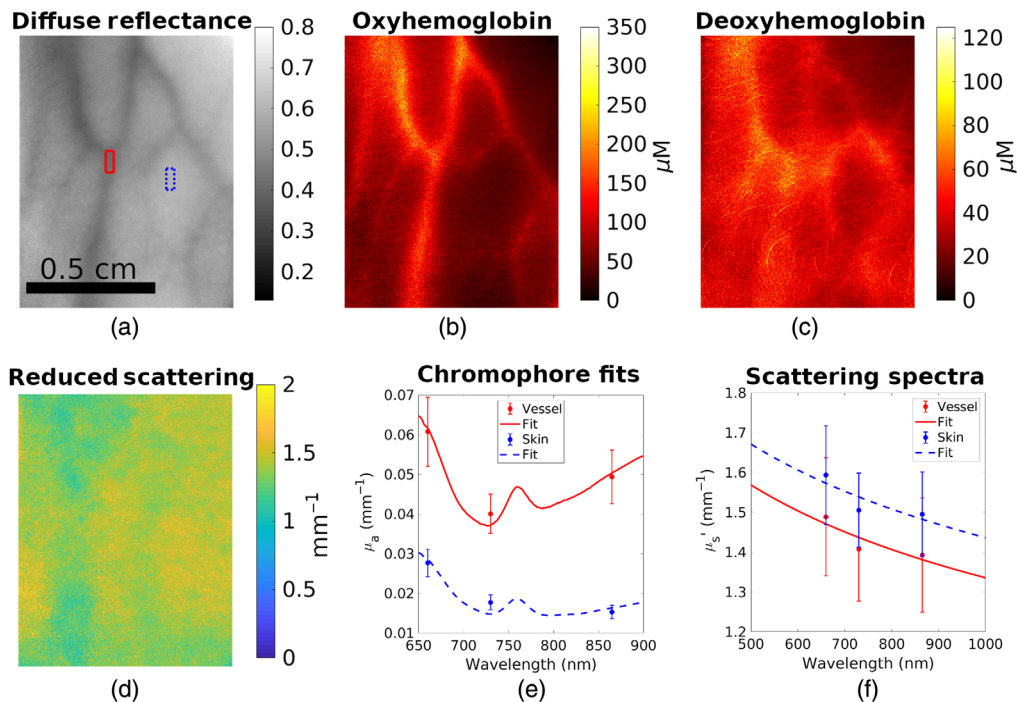 Diffuse reflectance
0.8
0.7
0.6
0.5
0.4
0.3
0.2
0.5 cm
(a)
Oxyhemoglobin
350
300
250
200
150
100
50
0
μM
(b)
Deoxyhemoglobin
120
100
80
60
40
20
0
μM
(c)
Reduced scattering
2
1.5
1
0.5
0
mm⁻¹
(d)
Chromophore fits
0.07
0.06
0.05
0.04
0.03
0.02
0.01
μa (mm⁻¹)
Vessel
Fit
Skin
Fit
650 700 750 800 850 900
Wavelength (nm)
(e)
Scattering spectra
1.8
1.7
1.6
1.5
1.4
1.3
1.2
μs' (mm⁻¹)
Vessel
Fit
Skin
Fit
500 600 700 800 900 1000
Wavelength (nm)
(f)